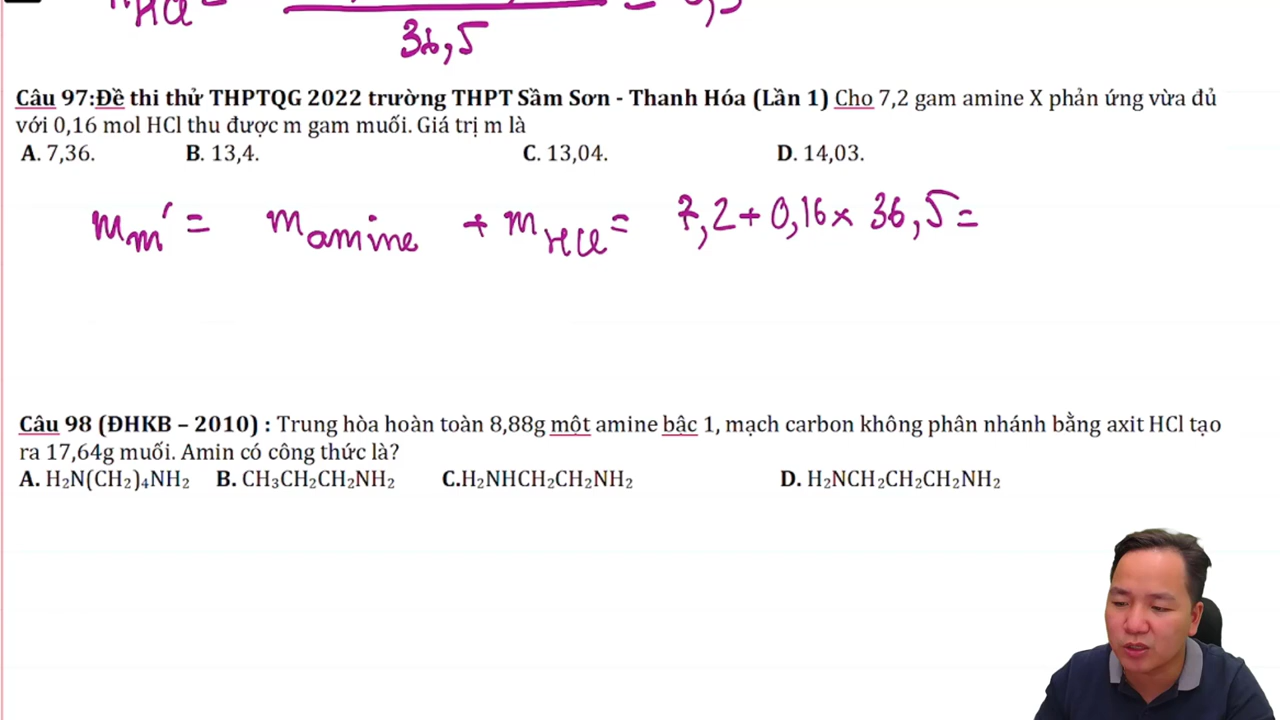 36,5
Câu 97:Đề thi thử THPTQG 2022 trường THPT Sầm Sơn - Thanh Hóa (Lần 1) Cho 7,2 gam amine X phản ứng vừa đủ
với 0,16 mol HCl thu được m gam muối. Giá trị m là
A. 7,36. B. 13,4. C. 13,04. D. 14,03.
m m' = m amine + m HCl = 7,2 + 0,16 × 36,5 =
Câu 98 (ĐHKB – 2010) : Trung hòa hoàn toàn 8,88g một amine bậc 1, mạch carbon không phân nhánh bằng axit HCl tạo
ra 17,64g muối. Amin có công thức là?
A. H₂N(CH₂)₄NH₂ B. CH₃CH₂CH₂NH₂ C.H₂NHCH₂CH₂NH₂ D. H₂NCH₂CH₂CH₂NH₂